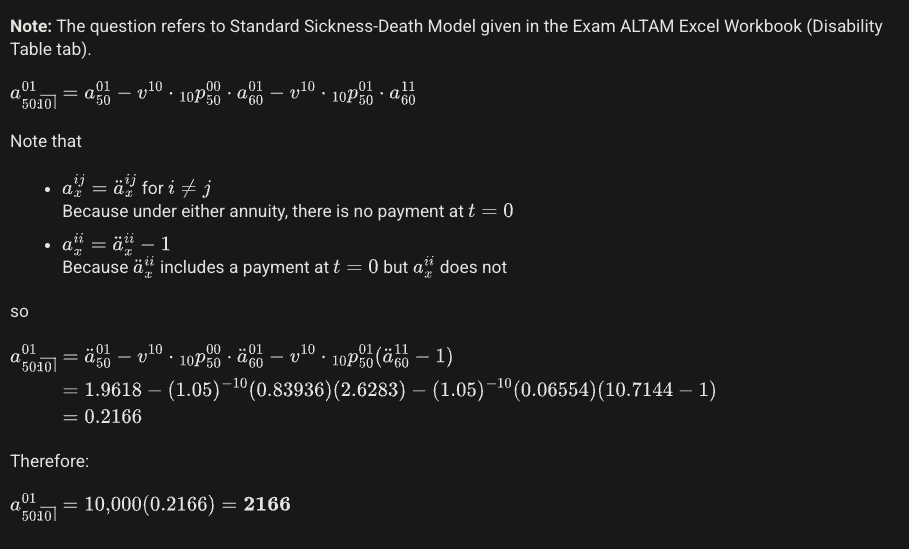 Note: The question refers to Standard Sickness-Death Model given in the Exam ALTAM Excel Workbook (Disability
Table tab).
$a^{01}_{50:\overline{10}|} = a^{01}_{50} - v^{10} \cdot {}_{10}p^{00}_{50} \cdot a^{01}_{60} - v^{10} \cdot {}_{10}p^{01}_{50} \cdot a^{11}_{60}$
Note that
• $a^{ij}_{x} = \ddot{a}^{ij}_{x}$ for $i \neq j$
Because under either annuity, there is no payment at $t = 0$
• $a^{ii}_{x} = \ddot{a}^{ii}_{x} - 1$
Because $\ddot{a}^{ii}_{x}$ includes a payment at $t = 0$ but $a^{ii}_{x}$ does not
so
$a^{01}_{50:\overline{10}|} = \ddot{a}^{01}_{50} - v^{10} \cdot {}_{10}p^{00}_{50} \cdot \ddot{a}^{01}_{60} - v^{10} \cdot {}_{10}p^{01}_{50}(\ddot{a}^{11}_{60} - 1)$
$= 1.9618 - (1.05)^{-10}(0.83936)(2.6283) - (1.05)^{-10}(0.06554)(10.7144 - 1)$
$= 0.2166$
Therefore:
$a^{01}_{50:\overline{10}|} = 10,000(0.2166) = \mathbf{2166}$